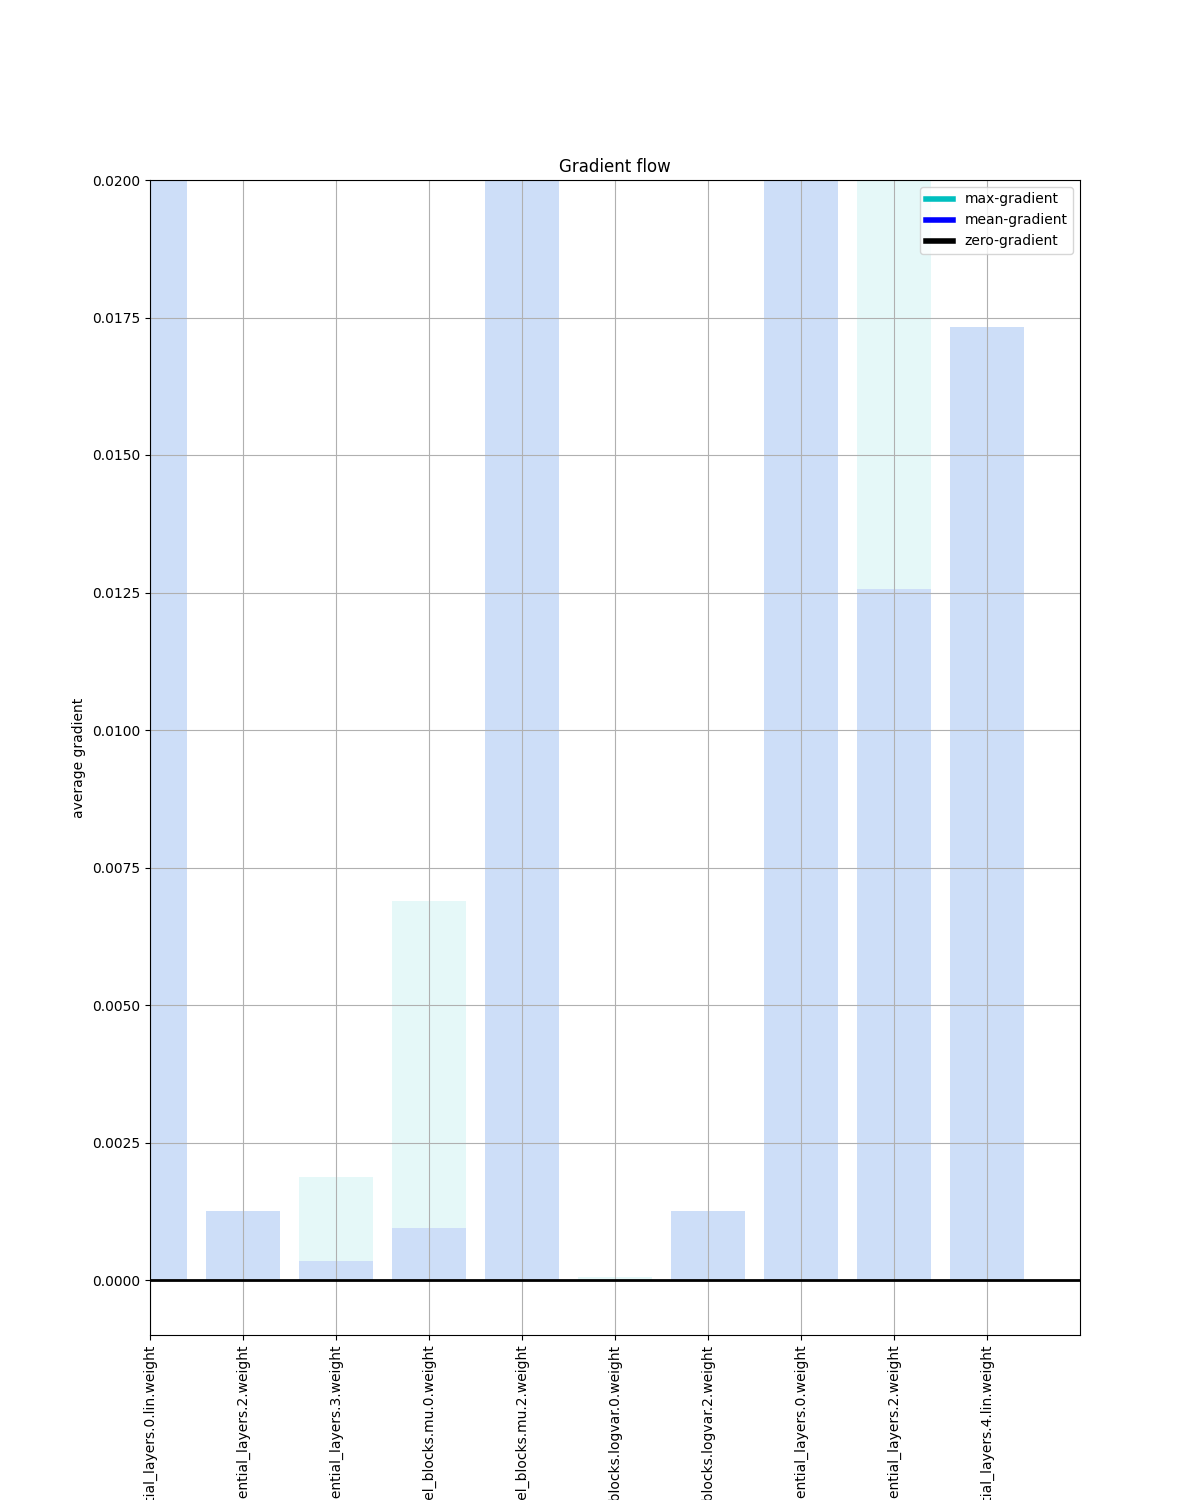 Gradient flow
max-gradient
mean-gradient
zero-gradient
0.0200
0.0175
0.0150
0.0125
0.0100
0.0075
0.0050
0.0025
0.0000
average gradient
tial_layers.0.lin.weight
ential_layers.2.weight
ential_layers.3.weight
el_blocks.mu.0.weight
el_blocks.mu.2.weight
blocks.logvar.0.weight
blocks.logvar.2.weight
ential_layers.0.weight
ential_layers.2.weight
tial_layers.4.lin.weight